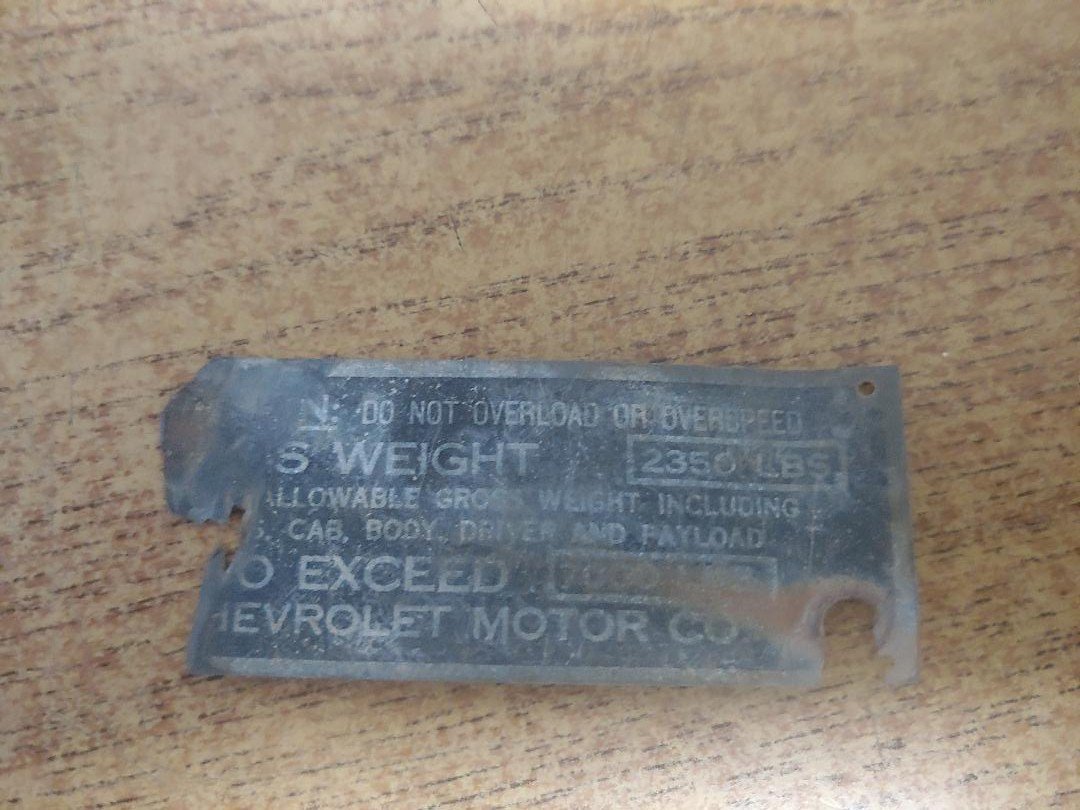 N: DO NOT OVERLOAD OR OVERSPEED
S WEIGHT 2350 LBS
ALLOWABLE GROSS WEIGHT INCLUDING
S, CAB, BODY, DRIVER AND PAYLOAD
O EXCEED
HEVROLET MOTOR CO